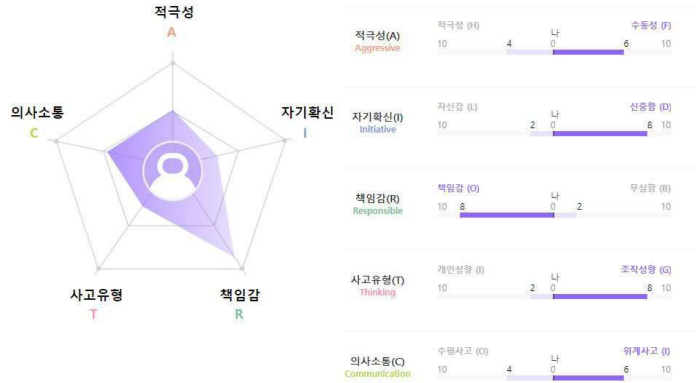 적극성
A
의사소통
C
자기확신
I
사고유형
T
책임감
R
적극성(A)
Aggressive
적극성 (H)
나
수동성 (F)
10 4 0 6 10
자기확신(I)
Initiative
자신감 (L)
나
신중함 (D)
10 2 0 8 10
책임감(R)
Responsible
책임감 (O)
나
무심함 (B)
10 8 0 2 10
사고유형(T)
Thinking
개인성향 (I)
나
조직성향 (G)
10 2 0 8 10
의사소통(C)
Communication
수평사고 (O)
나
위계사고 (I)
10 4 0 6 10